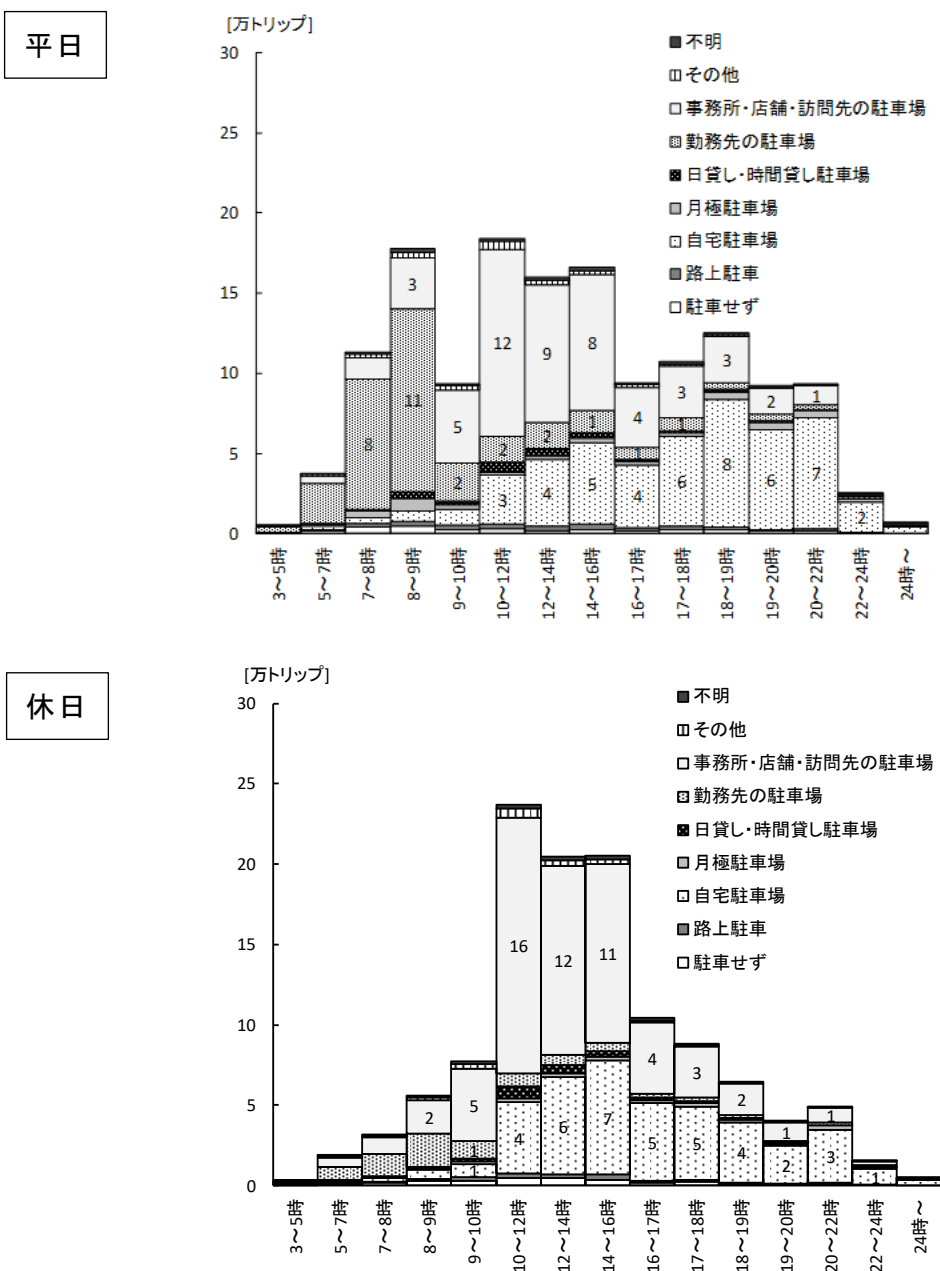 平日
[万トリップ]
30
25
20
15
10
5
0
不明
その他
事務所・店舗・訪問先の駐車場
勤務先の駐車場
日貸し・時間貸し駐車場
月極駐車場
自宅駐車場
路上駐車
駐車せず
8
11
3
2
5
3
2
12
4
2
9
5
1
8
4
1
4
6
1
3
8
3
6
2
7
1
2
3～5時
5～7時
7～8時
8～9時
9～10時
10～12時
12～14時
14～16時
16～17時
17～18時
18～19時
19～20時
20～22時
22～24時
24時～
休日
[万トリップ]
30
25
20
15
10
5
0
不明
その他
事務所・店舗・訪問先の駐車場
勤務先の駐車場
日貸し・時間貸し駐車場
月極駐車場
自宅駐車場
路上駐車
駐車せず
2
1
1
5
4
16
6
12
7
11
5
4
5
3
4
2
2
1
3
1
1
3～5時
5～7時
7～8時
8～9時
9～10時
10～12時
12～14時
14～16時
16～17時
17～18時
18～19時
19～20時
20～22時
22～24時
24時～